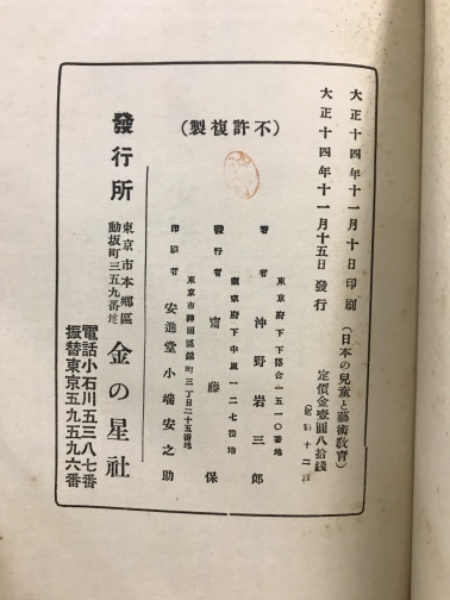 大正十四年十一月十日印刷
大正十四年十一月十五日發行
(日本の兒童と藝術教育)
定價金壹圓八拾錢
(不許複製)
東京府下下落合一五一〇番地
著者 沖野岩三郎
東京府下中里一二七番地
發行者 齋藤保
東京市神田區錦町三丁目二十五番地
印刷者 安進堂 小端安之助
發行所
東京市本郷區
動坂町三五九番地
金の星社
電話小石川五三八七番
振替東京五九五九六番